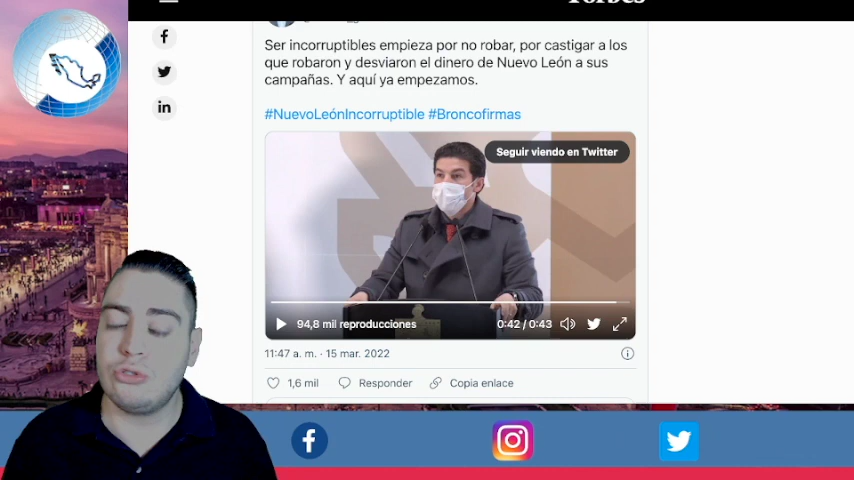 Forbes
Ser incorruptibles empieza por no robar, por castigar a los
que robaron y desviaron el dinero de Nuevo León a sus
campañas. Y aquí ya empezamos.
#NuevoLeónIncorruptible #Broncofirmas
Seguir viendo en Twitter
94,8 mil reproducciones
0:42 / 0:43
11:47 a. m. · 15 mar. 2022
1,6 mil
Responder
Copia enlace